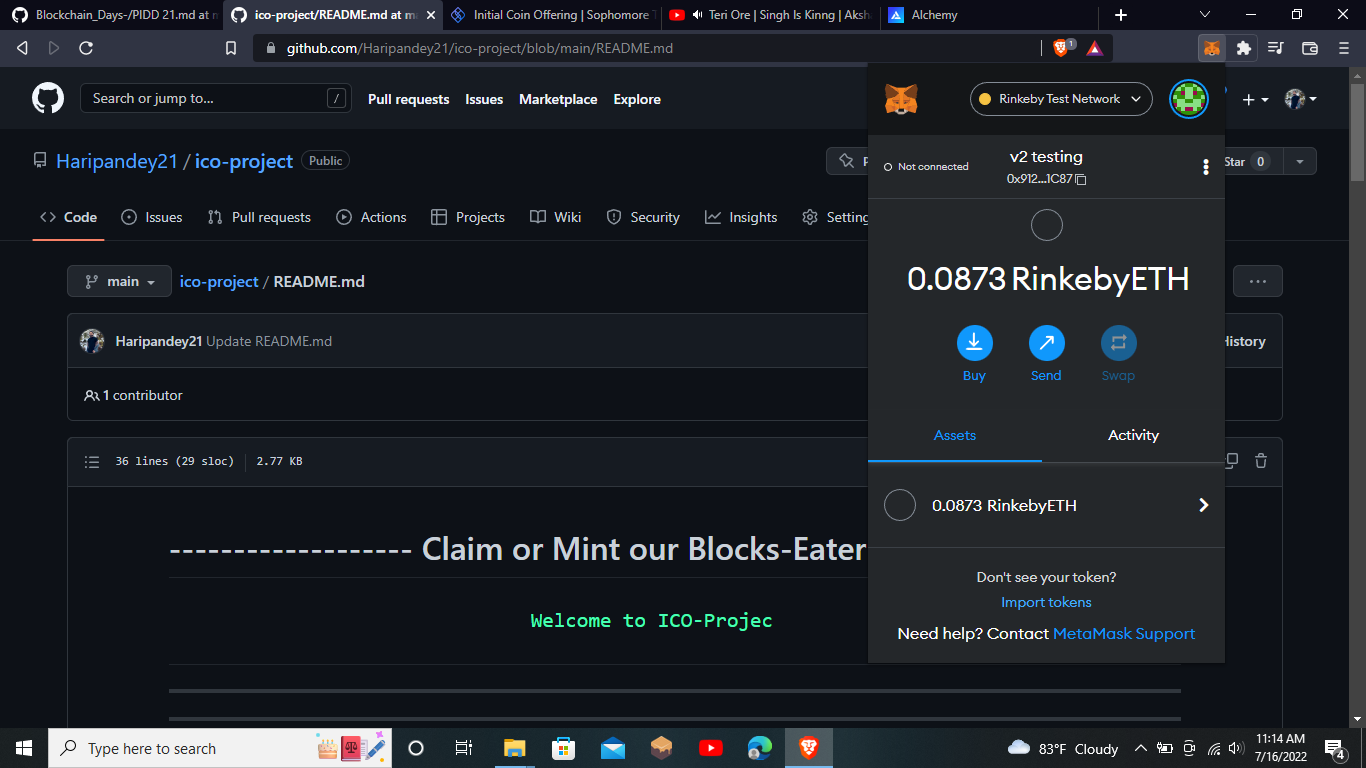 Blockchain_Days-/PIDD 21.md at m
ico-project/README.md at ma
Initial Coin Offering | Sophomore T
Teri Ore | Singh Is Kinng | Aksha
Alchemy
github.com/Haripandey21/ico-project/blob/main/README.md
1
Search or jump to...
/
Pull requests
Issues
Marketplace
Explore
Rinkeby Test Network
Haripandey21 / ico-project
Public
Not connected
v2 testing
0x912...1C87
Star 0
Code
Issues
Pull requests
Actions
Projects
Wiki
Security
Insights
Setting
0.0873 RinkebyETH
main
ico-project / README.md
Haripandey21 Update README.md
History
Buy
Send
Swap
1 contributor
Assets
Activity
36 lines (29 sloc)
2.77 KB
0.0873 RinkebyETH
------------------- Claim or Mint our Blocks-Eater
Don't see your token?
Import tokens
Welcome to ICO-Projec
Need help? Contact MetaMask Support
Type here to search
83°F Cloudy
11:14 AM
7/16/2022
4